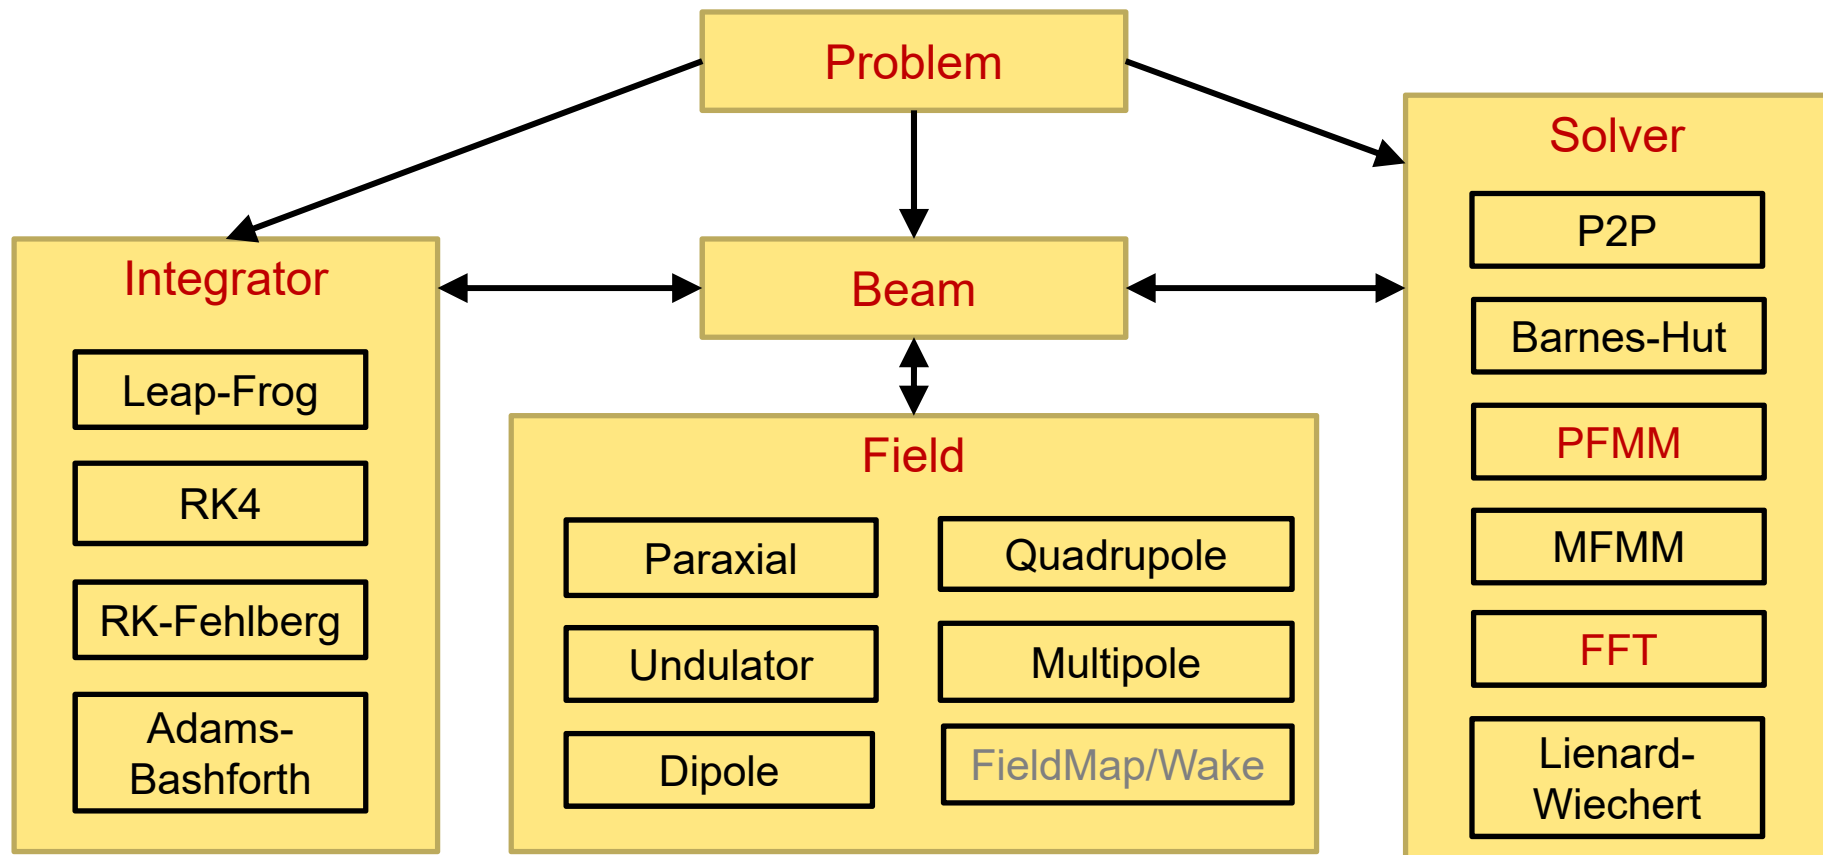 Problem
Integrator
Leap-Frog
RK4
RK-Fehlberg
Adams-
Bashforth
Beam
Field
Paraxial
Quadrupole
Undulator
Multipole
Dipole
FieldMap/Wake
Solver
P2P
Barnes-Hut
PFMM
MFMM
FFT
Lienard-
Wiechert